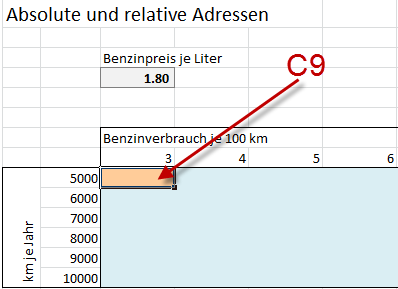 Absolute und relative Adressen
Benzinpreis je Liter
1.80
C9
Benzinverbrauch je 100 km
3 4 5 6
km je Jahr
5000
6000
7000
8000
9000
10000